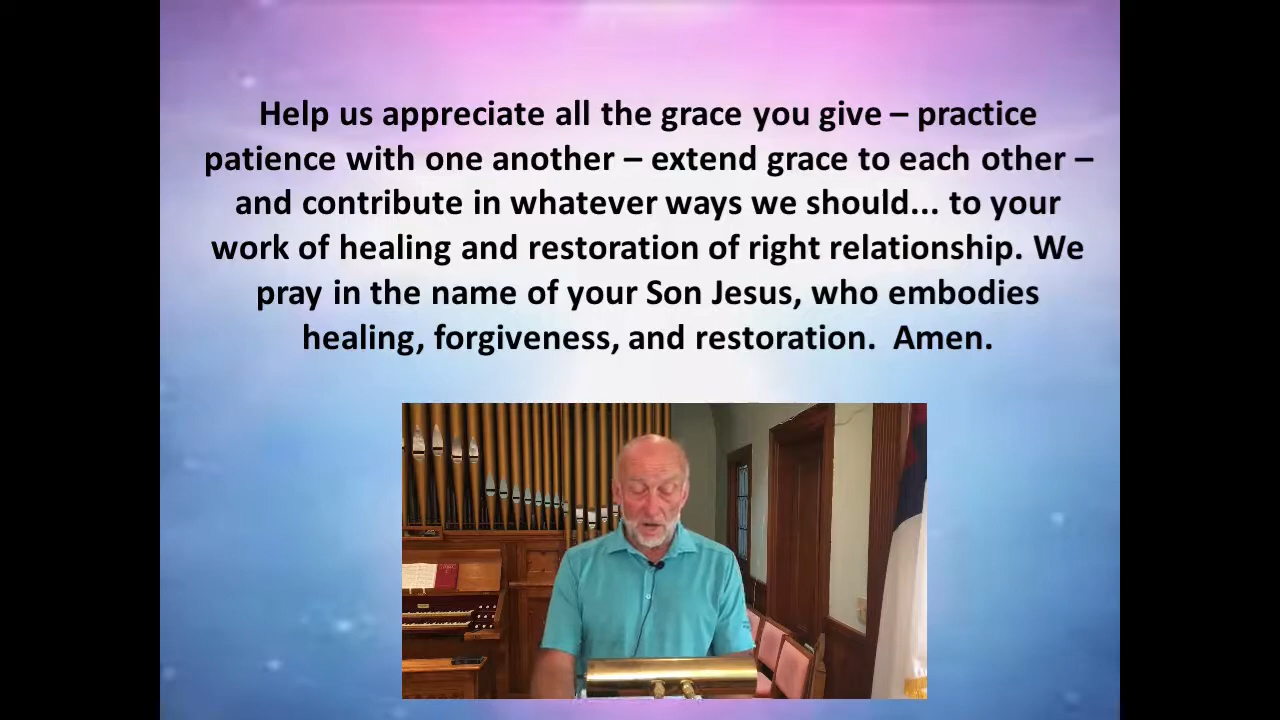 Help us appreciate all the grace you give – practice
patience with one another – extend grace to each other –
and contribute in whatever ways we should... to your
work of healing and restoration of right relationship. We
pray in the name of your Son Jesus, who embodies
healing, forgiveness, and restoration.  Amen.